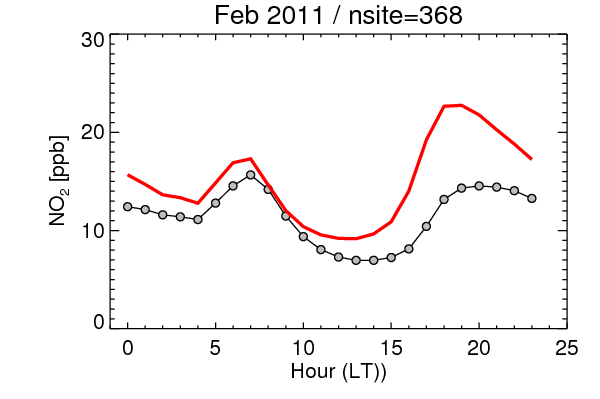 Feb 2011 / nsite=368
30
20
10
0
NO₂ [ppb]
0 5 10 15 20 25
Hour (LT))